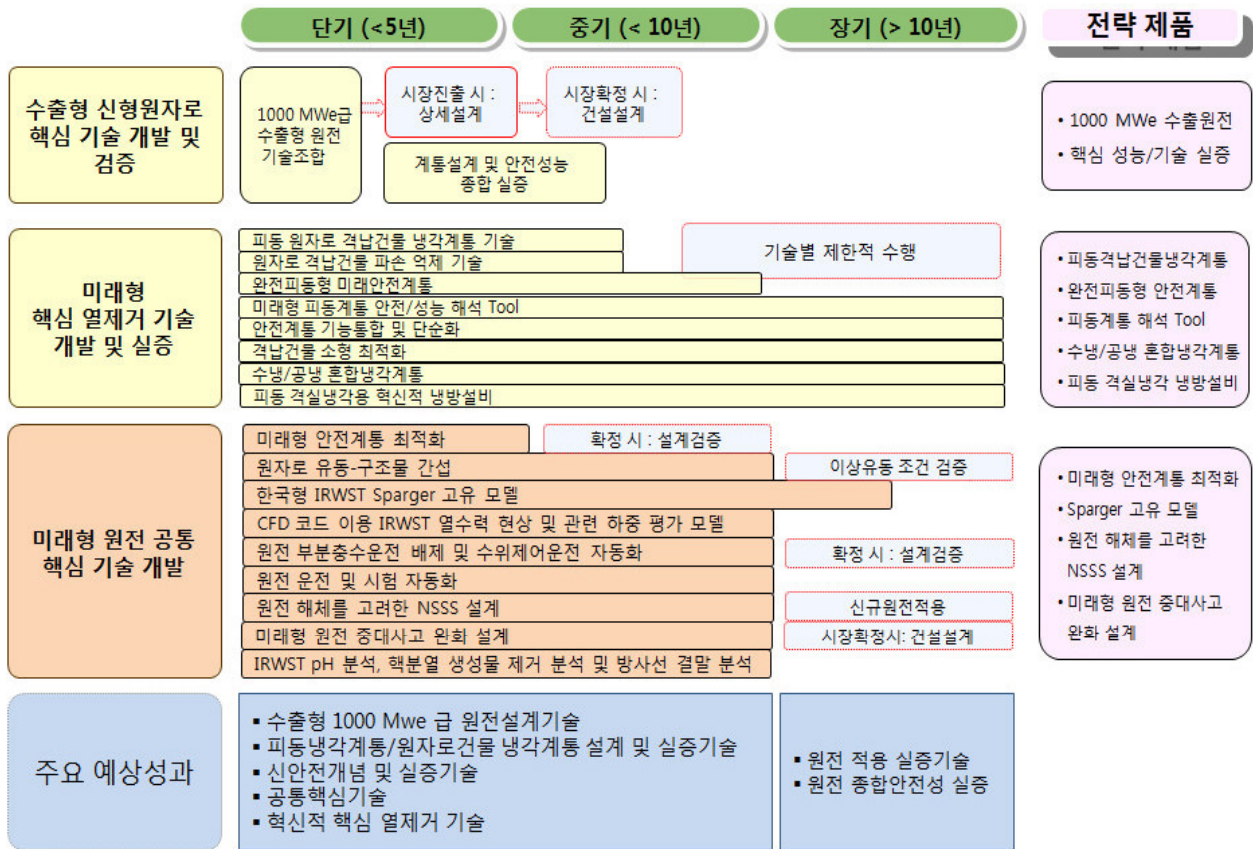 단기 (<5년)
중기 (< 10년)
장기 (> 10년)
전략 제품
수출형 신형원자로
핵심 기술 개발 및
검증
1000 MWe급
수출형 원전
기술조합
시장진출 시 :
상세설계
시장확정 시 :
건설설계
계통설계 및 안전성능
종합 실증
• 1000 MWe 수출원전
• 핵심 성능/기술 실증
미래형
핵심 열제거 기술
개발 및 실증
피동 원자로 격납건물 냉각계통 기술
원자로 격납건물 파손 억제 기술
완전피동형 미래안전계통
미래형 피동계통 안전/성능 해석 Tool
안전계통 기능통합 및 단순화
격납건물 소형 최적화
수냉/공냉 혼합냉각계통
피동 격실냉각용 혁신적 냉방설비
기술별 제한적 수행
• 피동격납건물냉각계통
• 완전피동형 안전계통
• 피동계통 해석 Tool
• 수냉/공냉 혼합냉각계통
• 피동 격실냉각 냉방설비
미래형 원전 공통
핵심 기술 개발
미래형 안전계통 최적화
확정 시 : 설계검증
원자로 유동-구조물 간섭
이상유동 조건 검증
한국형 IRWST Sparger 고유 모델
CFD 코드 이용 IRWST 열수력 현상 및 관련 하중 평가 모델
원전 부분충수운전 배제 및 수위제어운전 자동화
확정 시 : 설계검증
원전 운전 및 시험 자동화
원전 해체를 고려한 NSSS 설계
신규원전적용
미래형 원전 중대사고 완화 설계
시장확정시: 건설설계
IRWST pH 분석, 핵분열 생성물 제거 분석 및 방사선 결말 분석
• 미래형 안전계통 최적화
• Sparger 고유 모델
• 원전 해체를 고려한
NSSS 설계
• 미래형 원전 중대사고
완화 설계
주요 예상성과
▪ 수출형 1000 Mwe 급 원전설계기술
▪ 피동냉각계통/원자로건물 냉각계통 설계 및 실증기술
▪ 신안전개념 및 실증기술
▪ 공통핵심기술
▪ 혁신적 핵심 열제거 기술
▪ 원전 적용 실증기술
▪ 원전 종합안전성 실증